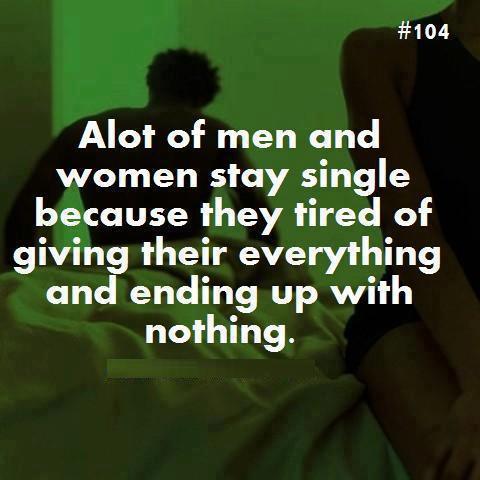 #104
Alot of men and
women stay single
because they tired of
giving their everything
and ending up with
nothing.